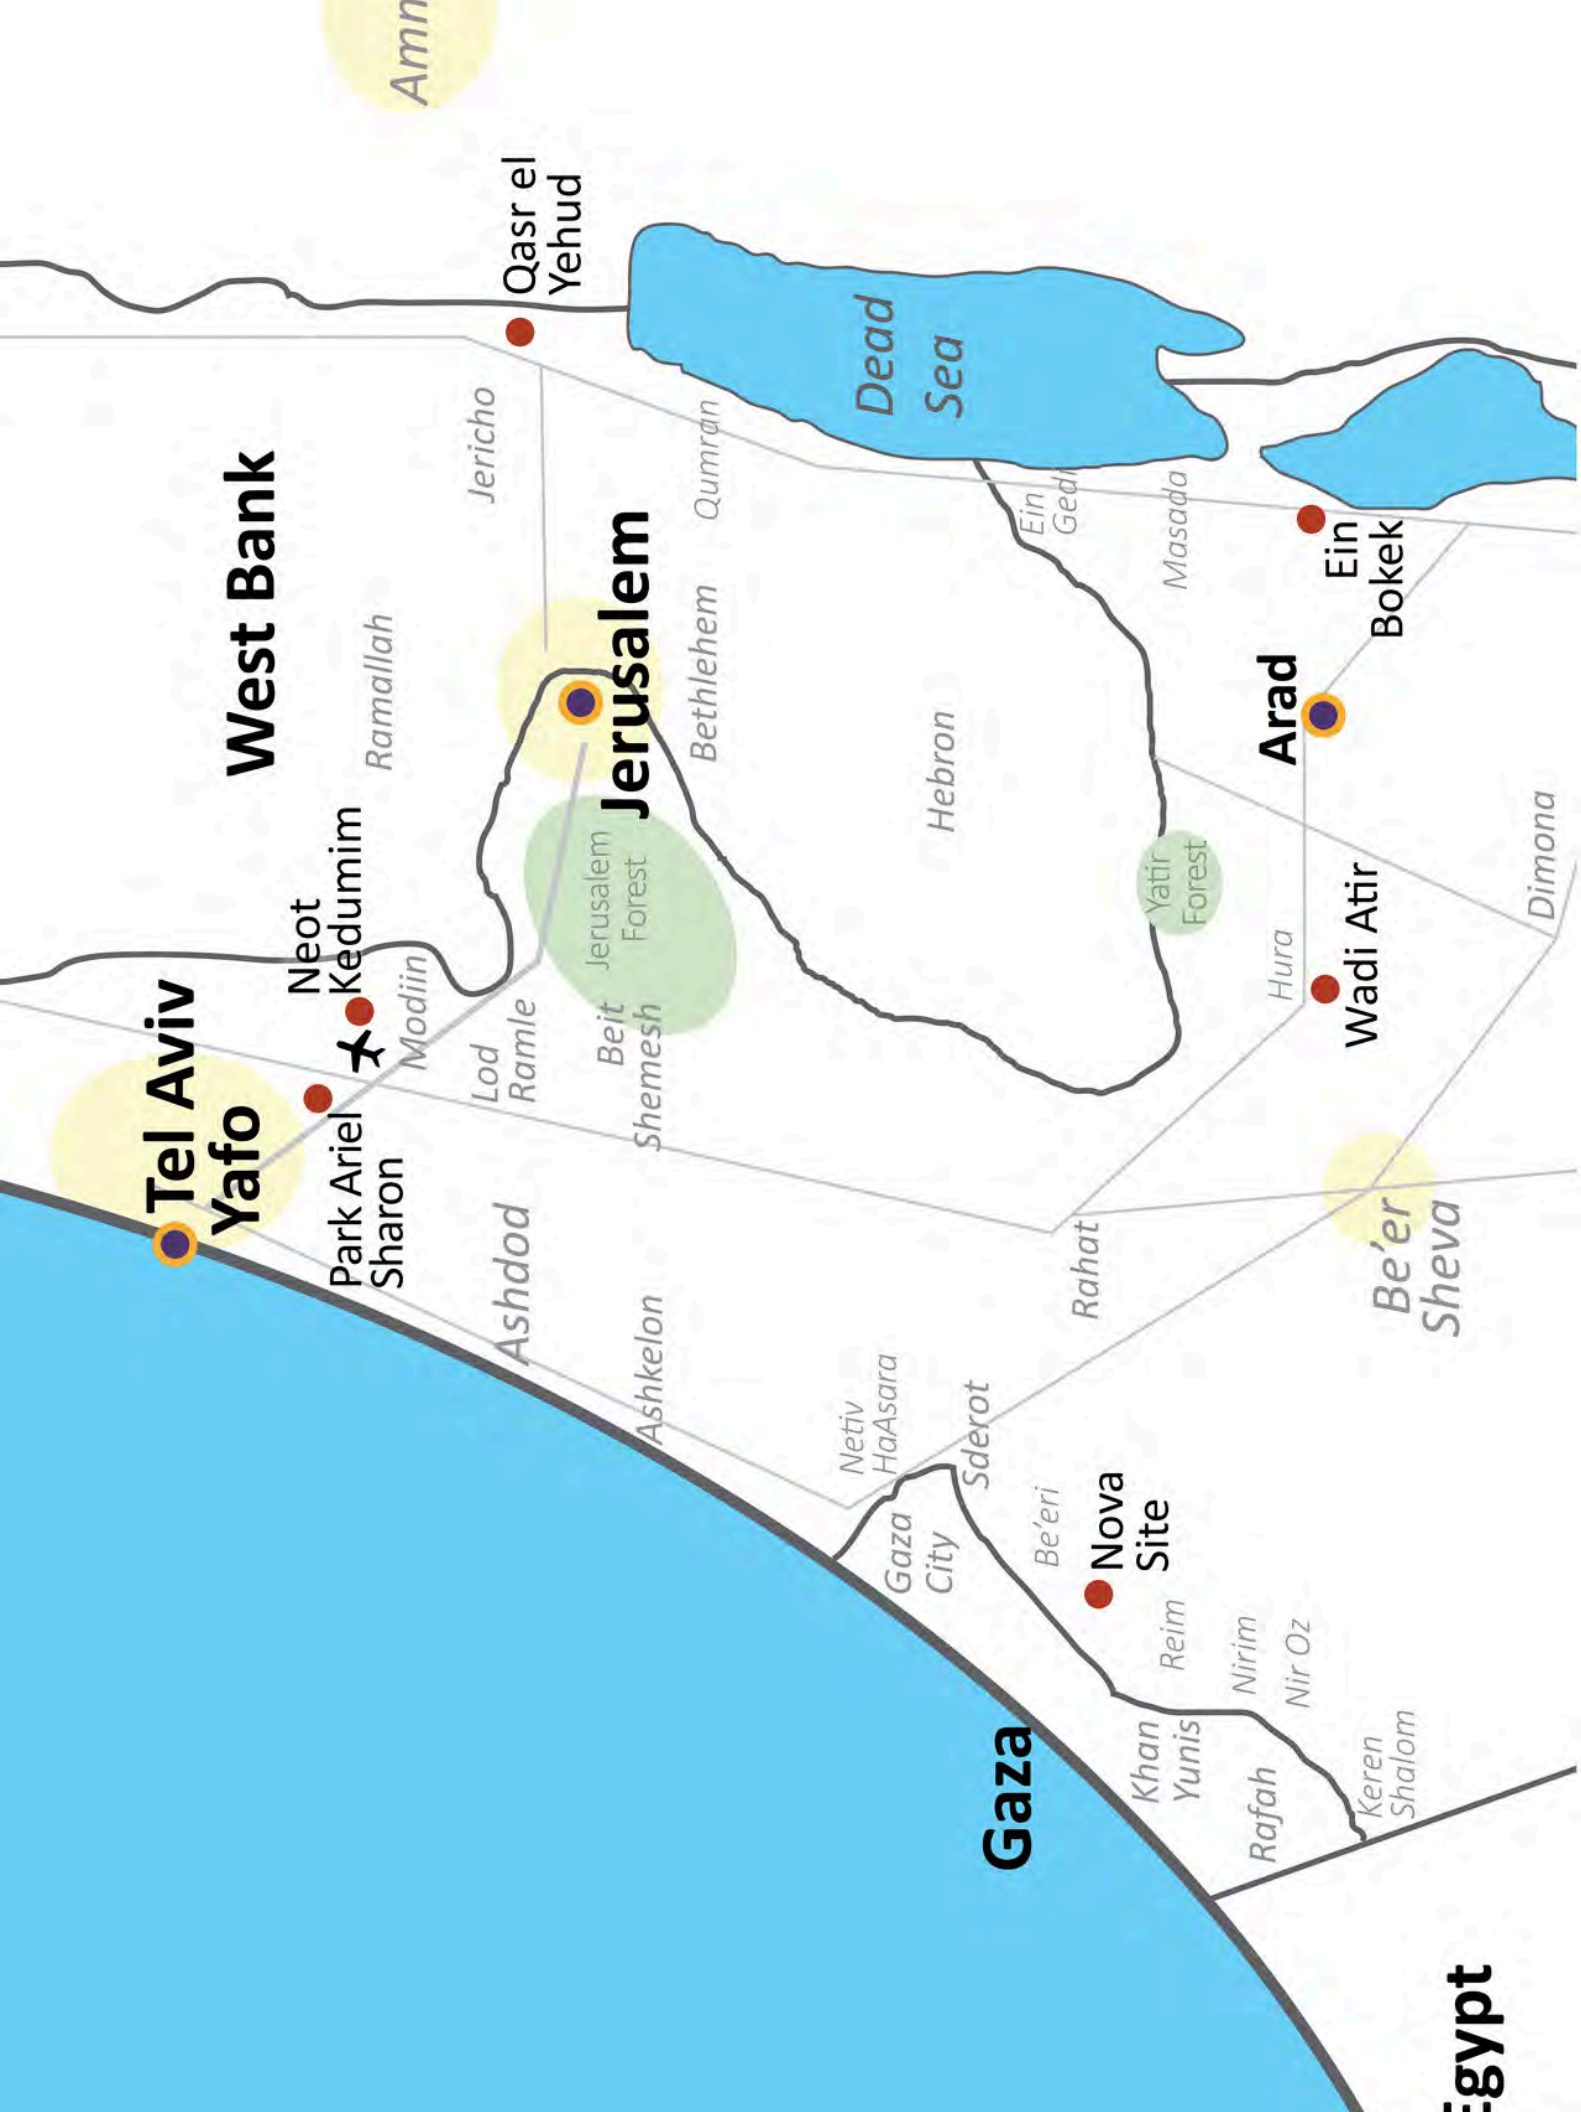 Amn
Qasr el
Yehud
Dead
Sea
West Bank
Jericho
Qumran
Ramallah
Jerusalem
Bethlehem
Ein
Gedi
Masada
Ein
Bokek
Neot
Kedumim
Modiin
Jerusalem
Forest
Hebron
Arad
Yatir
Forest
Dimona
Tel Aviv
Yafo
Park Ariel
Sharon
Lod
Ramle
Beit
Shemesh
Hura
Wadi Atir
Ashdod
Ashkelon
Rahat
Be'er
Sheva
Netiv
HaAsara
Sderot
Gaza
City
Be'eri
Nova
Site
Reim
Nirim
Nir Oz
Gaza
Khan
Yunis
Rafah
Keren
Shalom
Egypt